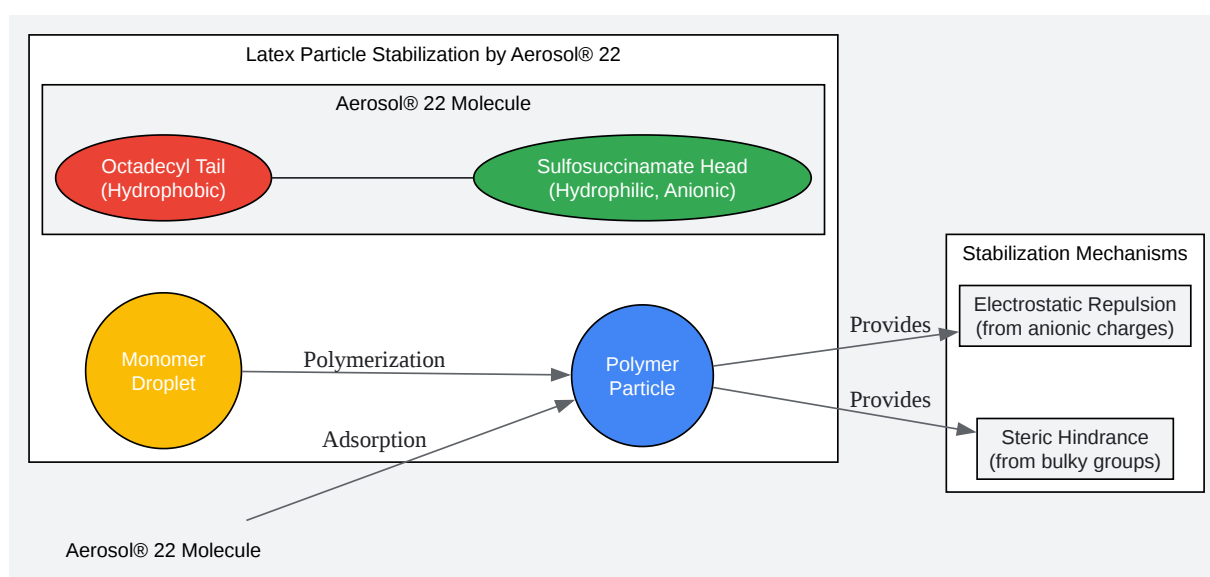 Latex Particle Stabilization by Aerosol® 22
Aerosol® 22 Molecule
Octadecyl Tail
(Hydrophobic)
Sulfosuccinamate Head
(Hydrophilic, Anionic)
Monomer
Droplet
Polymerization
Polymer
Particle
Adsorption
Aerosol® 22 Molecule
Provides
Provides
Stabilization Mechanisms
Electrostatic Repulsion
(from anionic charges)
Steric Hindrance
(from bulky groups)